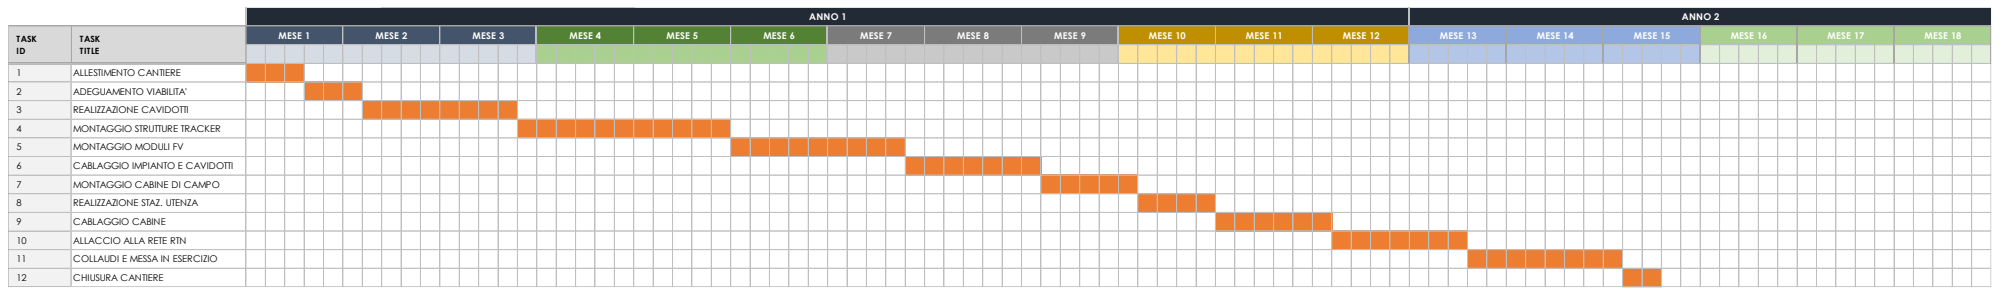 ANNO 1 ANNO 2
TASK ID TASK TITLE MESE 1 MESE 2 MESE 3 MESE 4 MESE 5 MESE 6 MESE 7 MESE 8 MESE 9 MESE 10 MESE 11 MESE 12 MESE 13 MESE 14 MESE 15 MESE 16 MESE 17 MESE 18
1 ALLESTIMENTO CANTIERE
2 ADEGUAMENTO VIABILITA'
3 REALIZZAZIONE CAVIDOTTI
4 MONTAGGIO STRUTTURE TRACKER
5 MONTAGGIO MODULI FV
6 CABLAGGIO IMPIANTO E CAVIDOTTI
7 MONTAGGIO CABINE DI CAMPO
8 REALIZZAZIONE STAZ. UTENZA
9 CABLAGGIO CABINE
10 ALLACCIO ALLA RETE RTN
11 COLLAUDI E MESSA IN ESERCIZIO
12 CHIUSURA CANTIERE